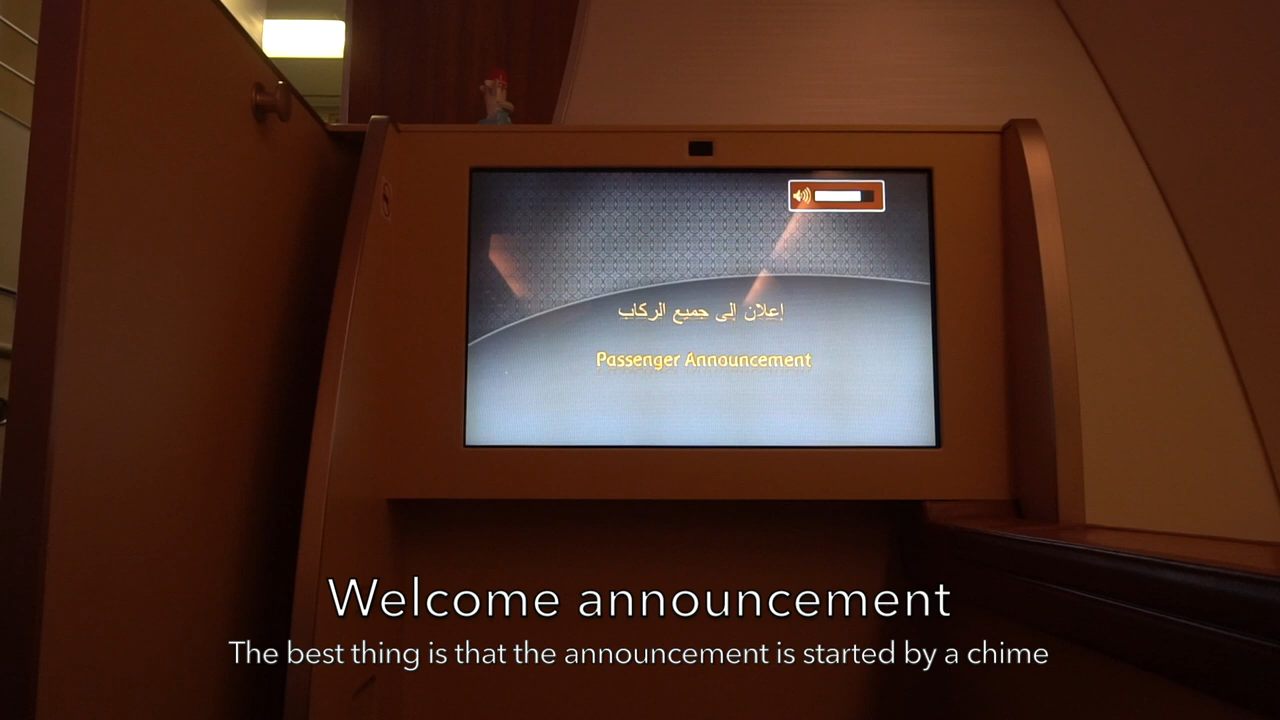 إعلان إلى جميع الركاب
Passenger Announcement
Welcome announcement
The best thing is that the announcement is started by a chime